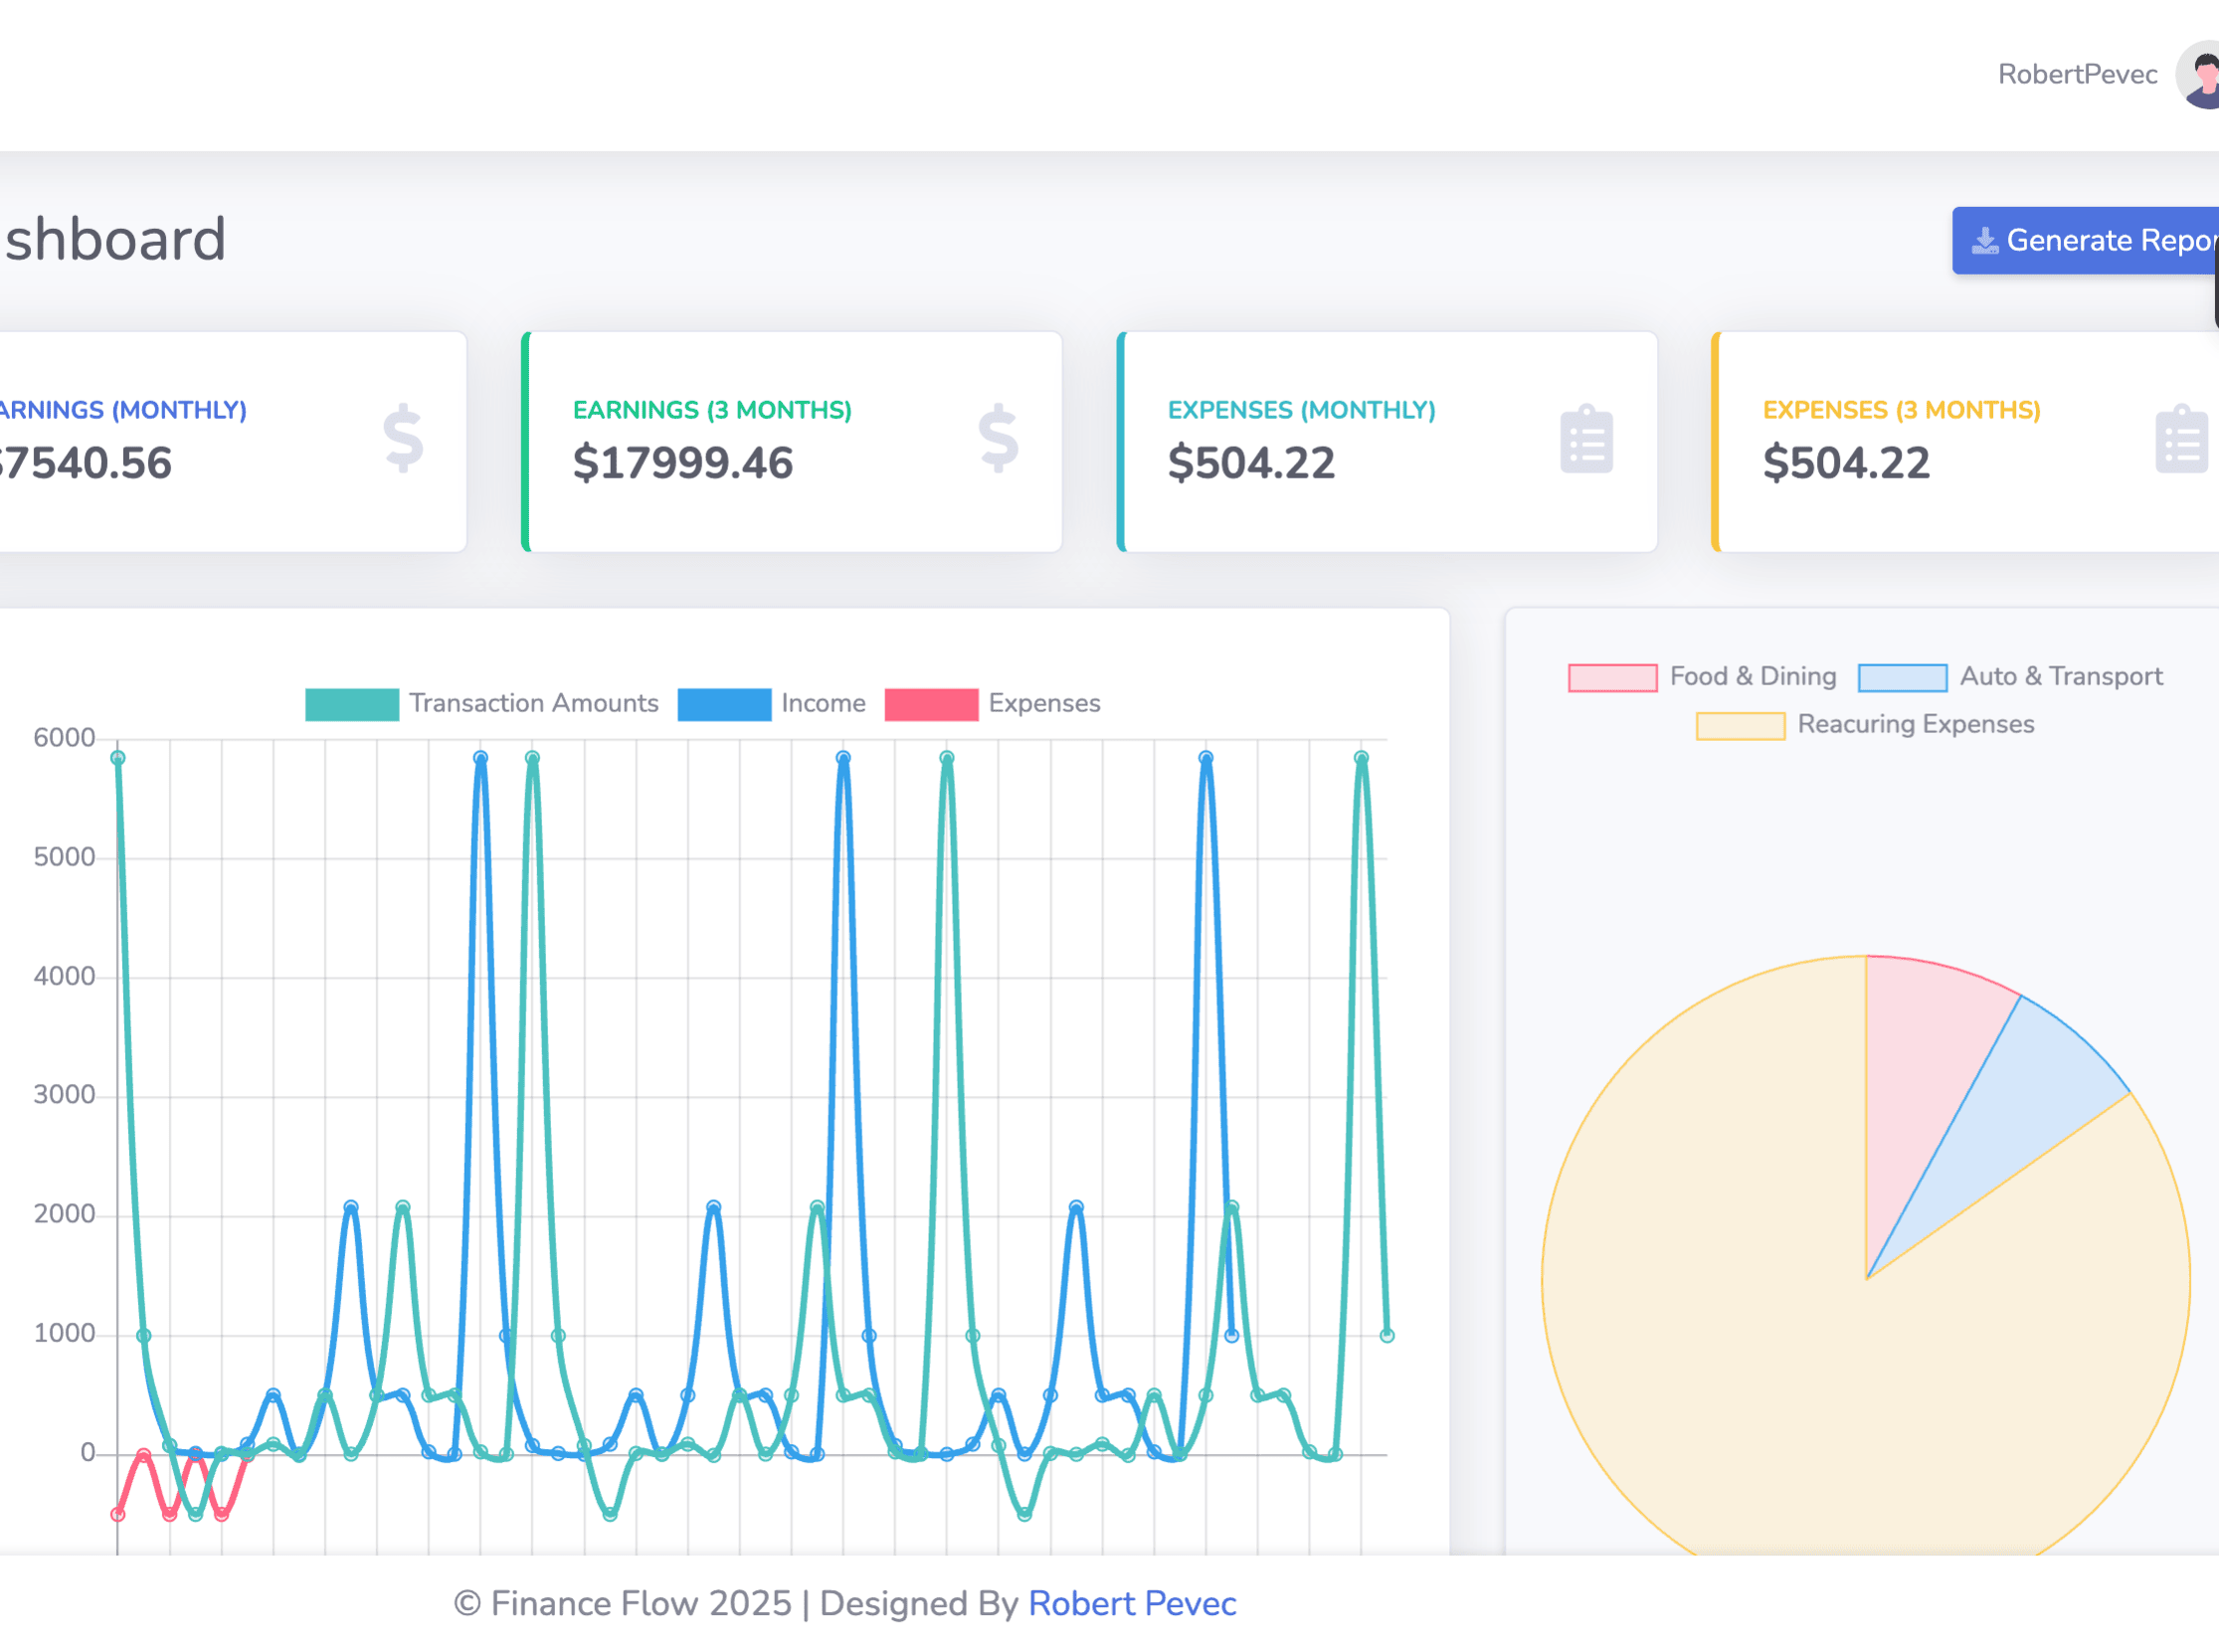 RobertPevec
shboard
Generate Repor
ARNINGS (MONTHLY)
$7540.56
EARNINGS (3 MONTHS)
$17999.46
EXPENSES (MONTHLY)
$504.22
EXPENSES (3 MONTHS)
$504.22
Transaction Amounts Income Expenses
6000
5000
4000
3000
2000
1000
0
Food & Dining Auto & Transport
Reacuring Expenses
© Finance Flow 2025 | Designed By Robert Pevec